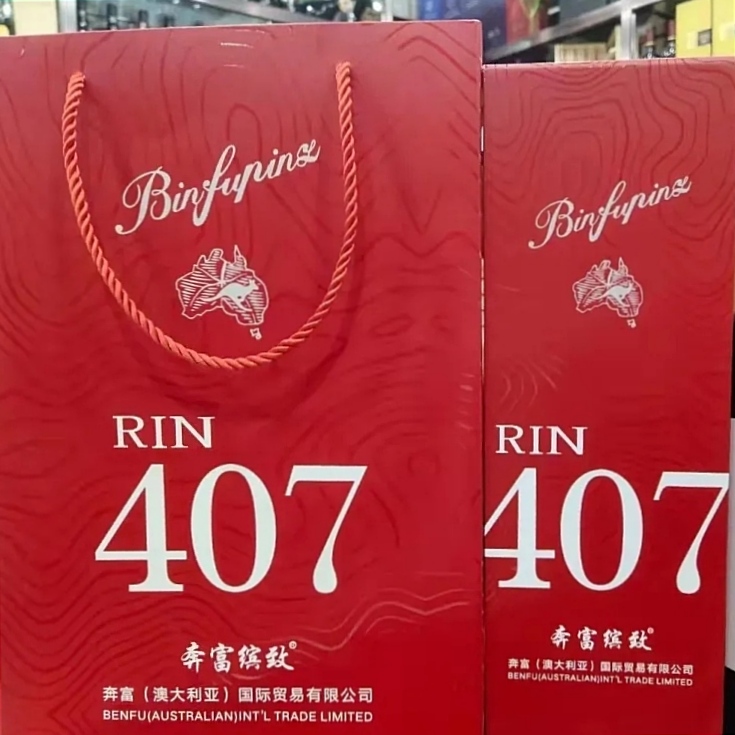 Binfupinz
RIN
407
奔富缤致®
奔富（澳大利亚）国际贸易有限公司
BENFU(AUSTRALIAN)INT'L TRADE LIMITED
Binfupinz
RIN
407
奔富缤致®
奔富（澳大利亚）国际贸易有限公司
BENFU(AUSTRALIAN)INT'L TRADE LIMITED